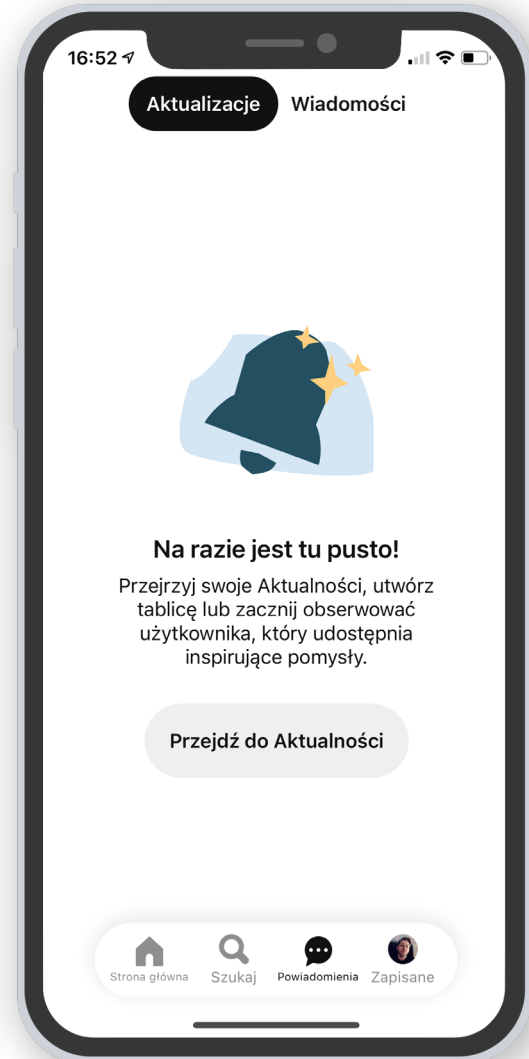 16:52
Aktualizacje Wiadomości
Na razie jest tu pusto!
Przejrzyj swoje Aktualności, utwórz
tablicę lub zacznij obserwować
użytkownika, który udostępnia
inspirujące pomysły.
Przejdź do Aktualności
Strona główna Szukaj Powiadomienia Zapisane